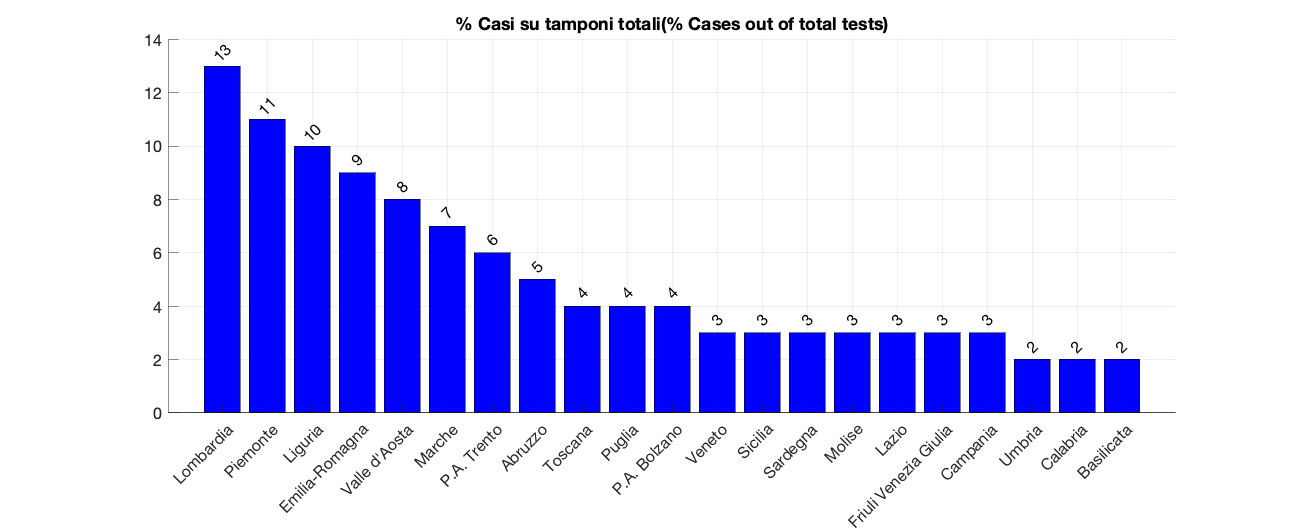 % Casi su tamponi totali(% Cases out of total tests)
14
12
10
8
6
4
2
0
13
11
10
9
8
7
6
5
4
4
4
3
3
3
3
3
3
3
2
2
2
Lombardia
Piemonte
Liguria
Emilia-Romagna
Valle d'Aosta
Marche
P.A. Trento
Abruzzo
Toscana
Puglia
P.A. Bolzano
Veneto
Sicilia
Sardegna
Molise
Lazio
Friuli Venezia Giulia
Campania
Umbria
Calabria
Basilicata